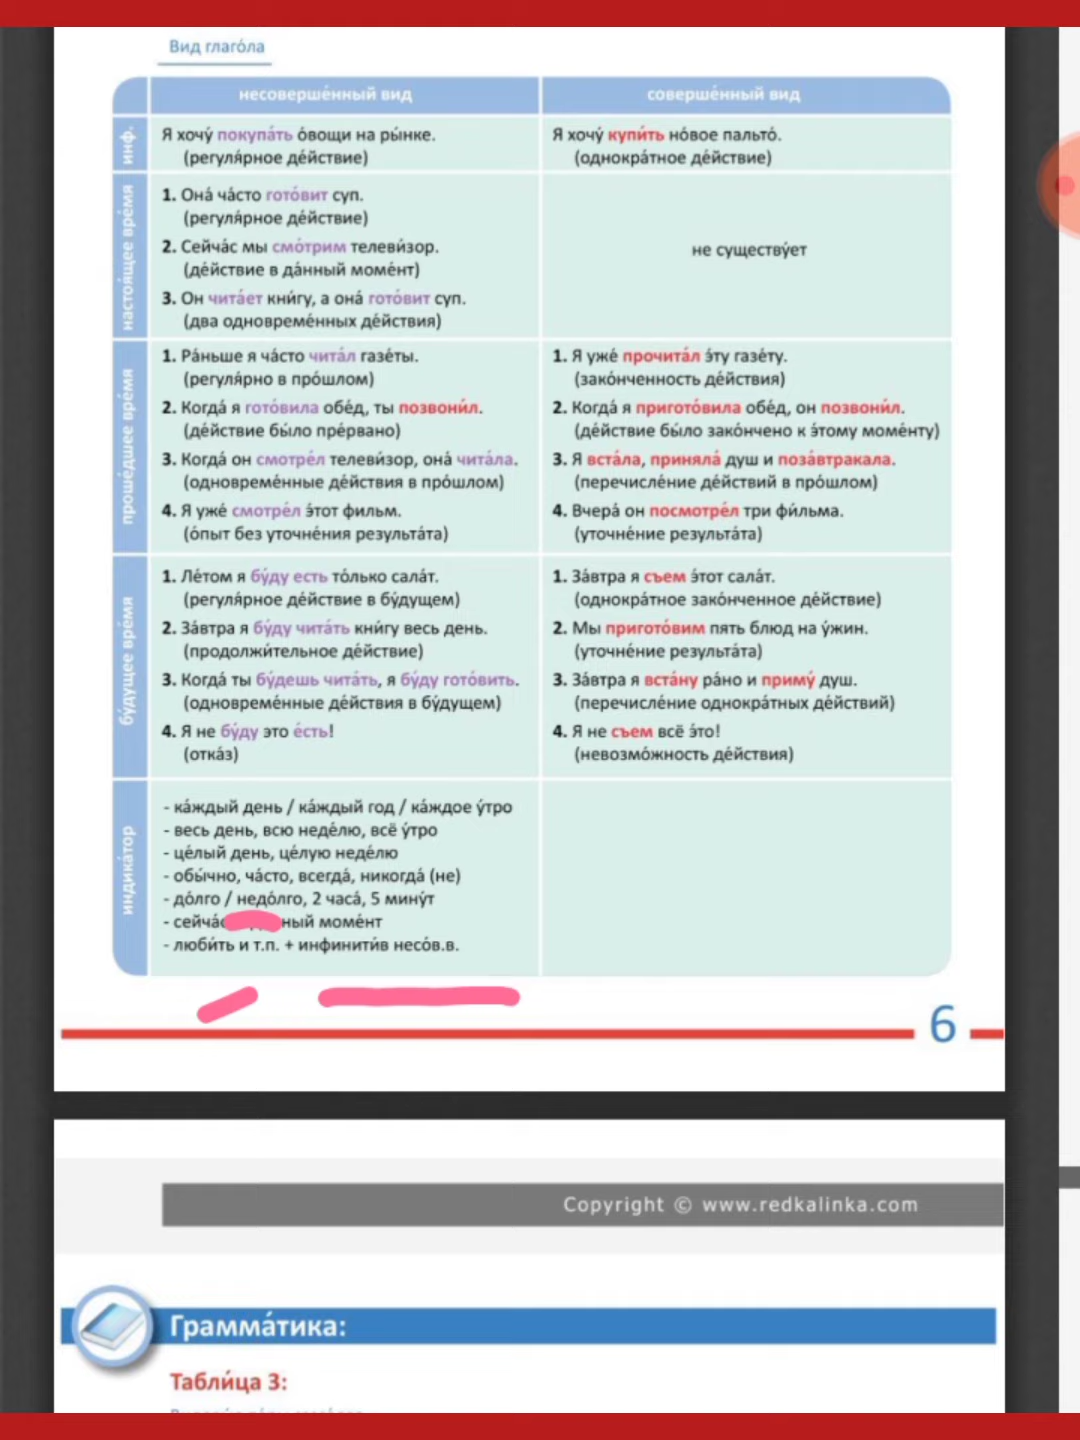 Вид глаго́ла
несоверше́нный вид
соверше́нный вид
инф.
Я хочу́ покупа́ть о́вощи на ры́нке.
(регуля́рное де́йствие)
Я хочу́ купи́ть но́вое пальто́.
(однокра́тное де́йствие)
настоя́щее вре́мя
1. Она́ ча́сто гото́вит суп.
(регуля́рное де́йствие)
2. Сейча́с мы смо́трим телеви́зор.
(де́йствие в да́нный моме́нт)
3. Он чита́ет кни́гу, а она́ гото́вит суп.
(два одновреме́нных де́йствия)
не существу́ет
проше́дшее вре́мя
1. Ра́ньше я ча́сто чита́л газе́ты.
(регуля́рно в про́шлом)
2. Когда́ я гото́вила обе́д, ты позвони́л.
(де́йствие бы́ло пре́рвано)
3. Когда́ он смотре́л телеви́зор, она́ чита́ла.
(одновреме́нные де́йствия в про́шлом)
4. Я уже́ смотре́л э́тот фильм.
(о́пыт без уточне́ния результа́та)
1. Я уже́ прочита́л э́ту газе́ту.
(зако́нченность де́йствия)
2. Когда́ я пригото́вила обе́д, он позвони́л.
(де́йствие бы́ло зако́нчено к э́тому моме́нту)
3. Я вста́ла, приняла́ душ и поза́втракала.
(перечисле́ние де́йствий в про́шлом)
4. Вчера́ он посмотре́л три фи́льма.
(уточне́ние результа́та)
бу́дущее вре́мя
1. Ле́том я бу́ду есть то́лько сала́т.
(регуля́рное де́йствие в бу́дущем)
2. За́втра я бу́ду чита́ть кни́гу весь день.
(продолжи́тельное де́йствие)
3. Когда́ ты бу́дешь чита́ть, я бу́ду гото́вить.
(одновреме́нные де́йствия в бу́дущем)
4. Я не бу́ду это е́сть!
(отка́з)
1. За́втра я съем э́тот сала́т.
(однокра́тное зако́нченное де́йствие)
2. Мы пригото́вим пять блюд на у́жин.
(уточне́ние результа́та)
3. За́втра я вста́ну ра́но и приму́ душ.
(перечисле́ние однокра́тных де́йствий)
4. Я не съем всё э́то!
(невозмо́жность де́йствия)
индика́тор
- ка́ждый день / ка́ждый год / ка́ждое у́тро
- весь день, всю неде́лю, всё у́тро
- це́лый день, це́лую неде́лю
- обы́чно, ча́сто, всегда́, никогда́ (не)
- до́лго / недо́лго, 2 часа́, 5 мину́т
- моме́нт
- люби́ть и т.п. + инфинити́в несо́в.в.
6
Copyright © www.redkalinka.com
Грамма́тика:
Табли́ца 3: